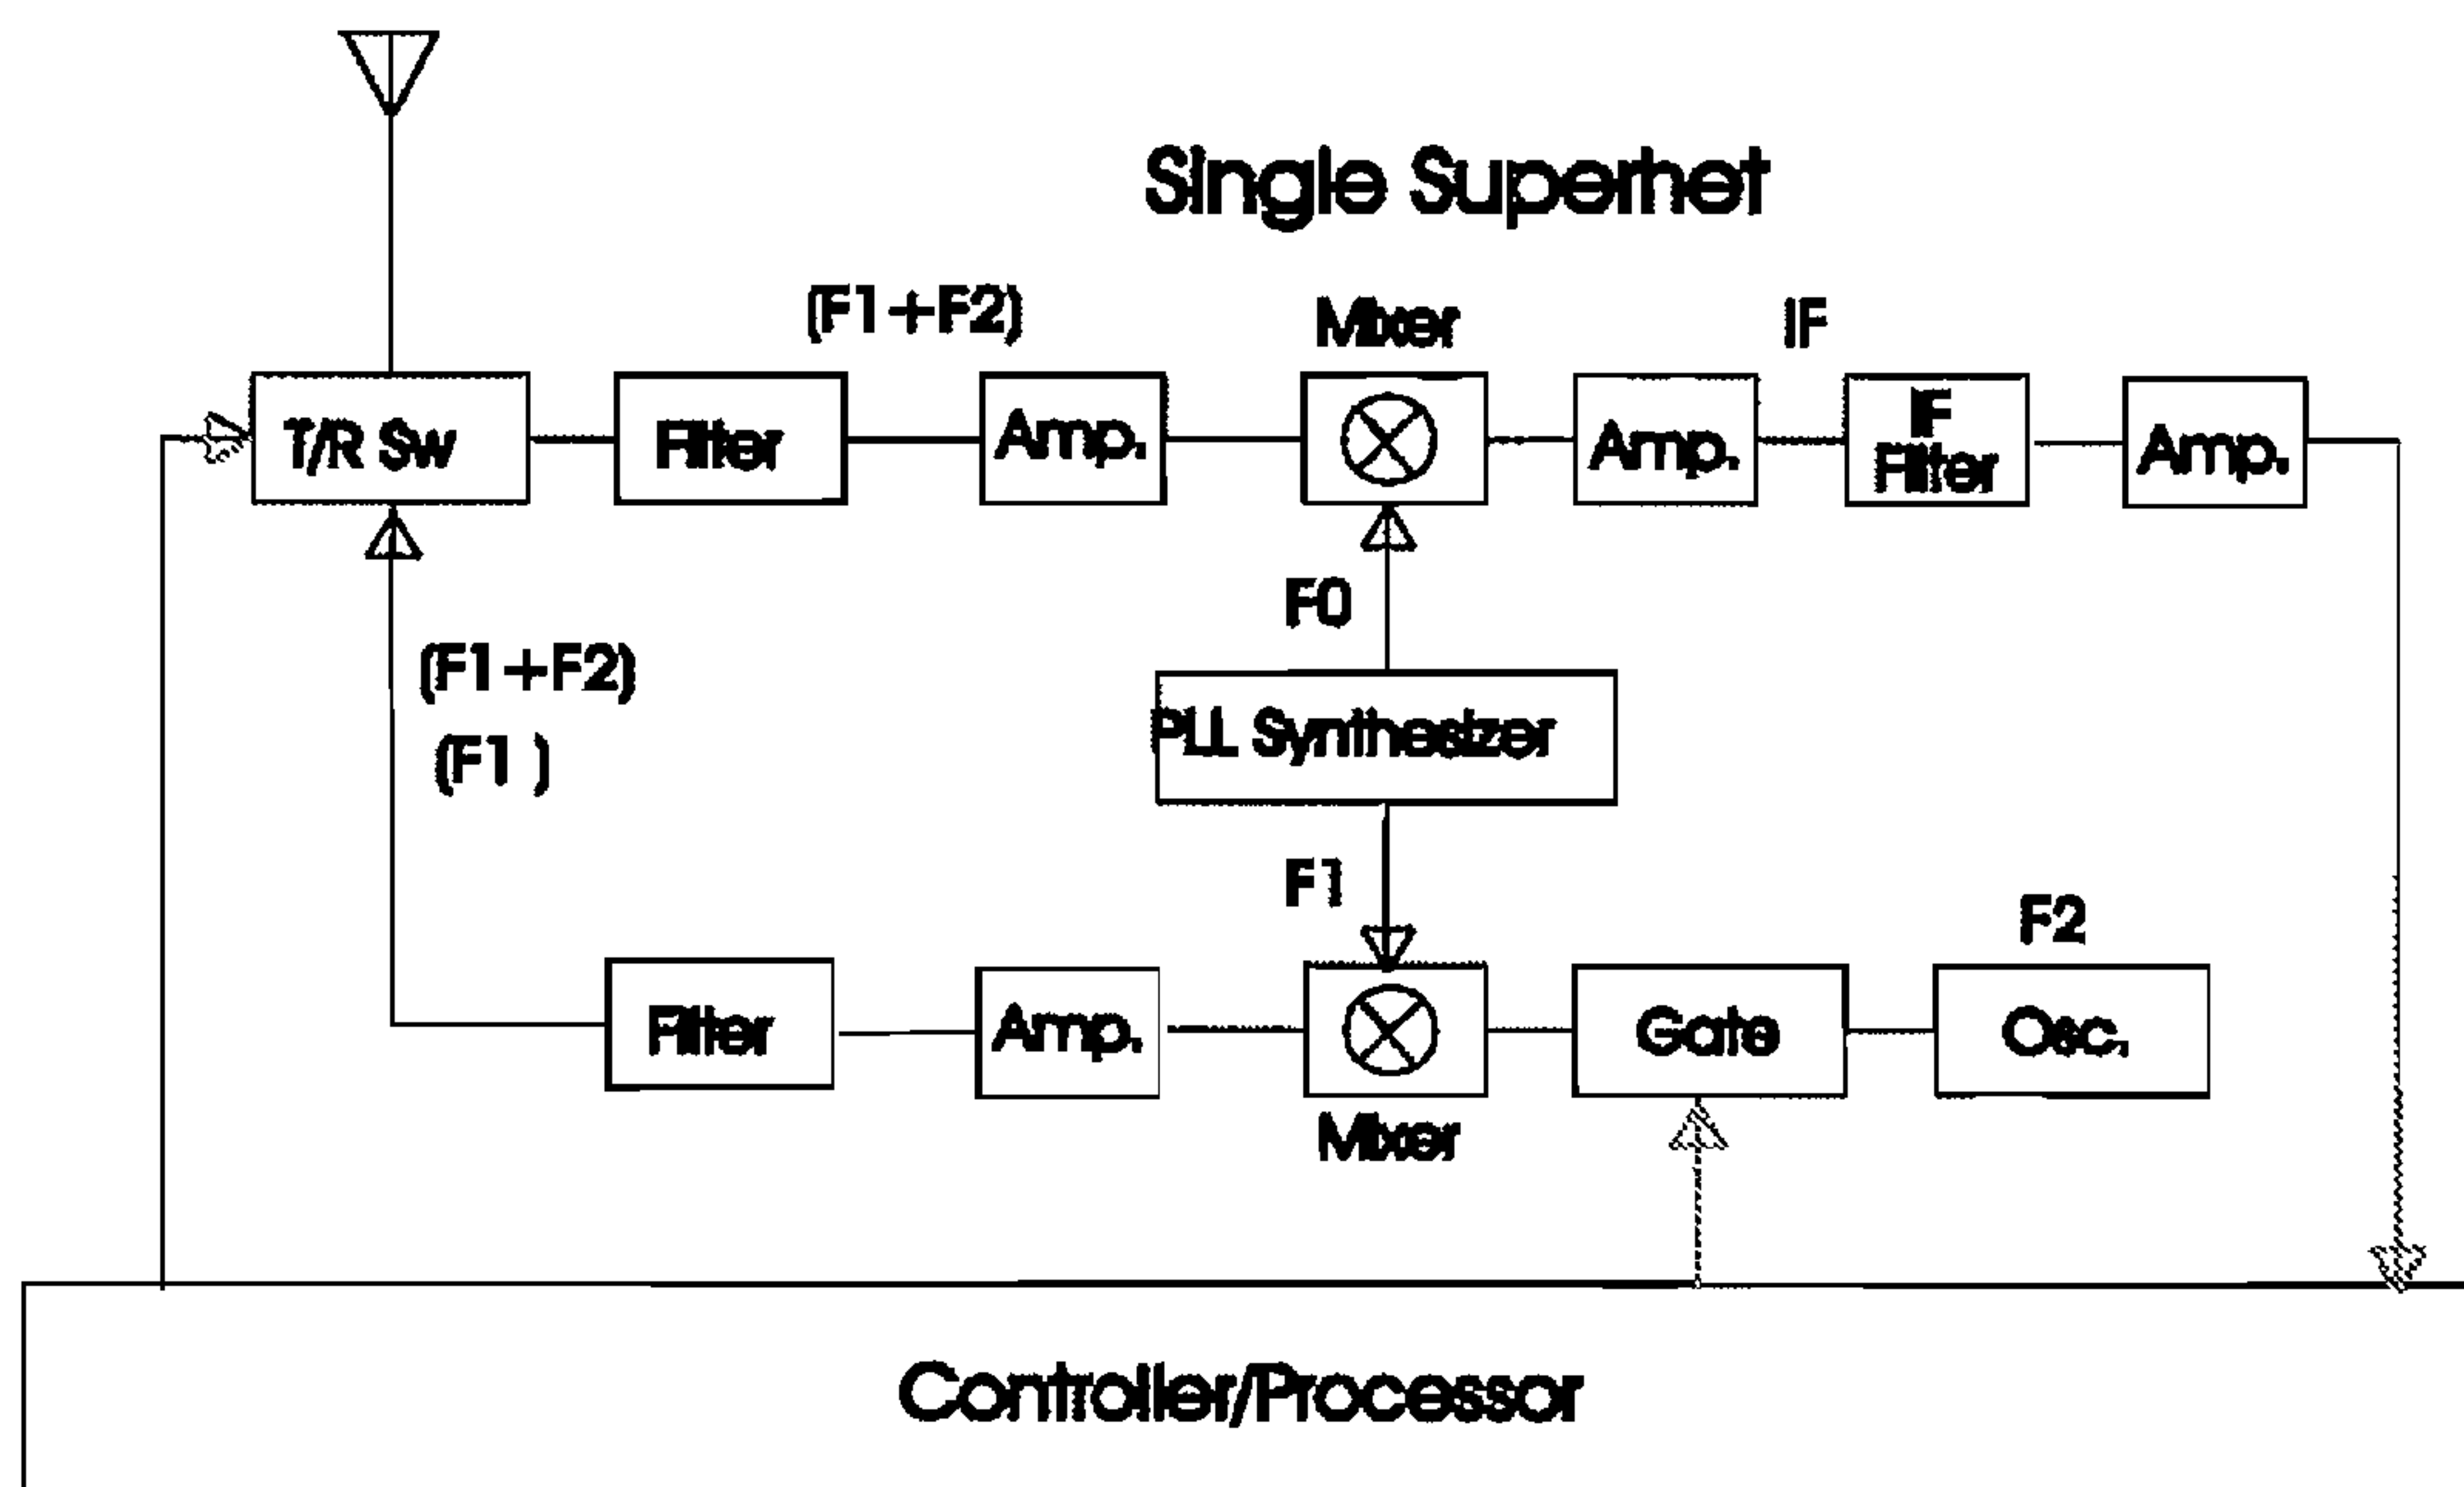 Single Superhet
(F1+F2)
Mixer
IF
T/R Sw
Filter
Amp.
Amp.
IF
Filter
Amp.
F0
(F1+F2)
(F1 )
PLL Synthesizer
F1
F2
Filter
Amp.
Gate
Osc.
Mixer
Controller/Processor